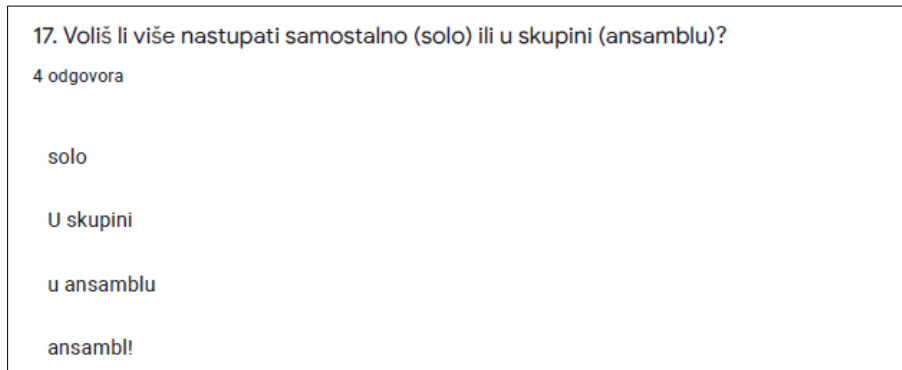 17. Voliš li više nastupati samostalno (solo) ili u skupini (ansamblu)?
4 odgovora
solo
U skupini
u ansamblu
ansambl!